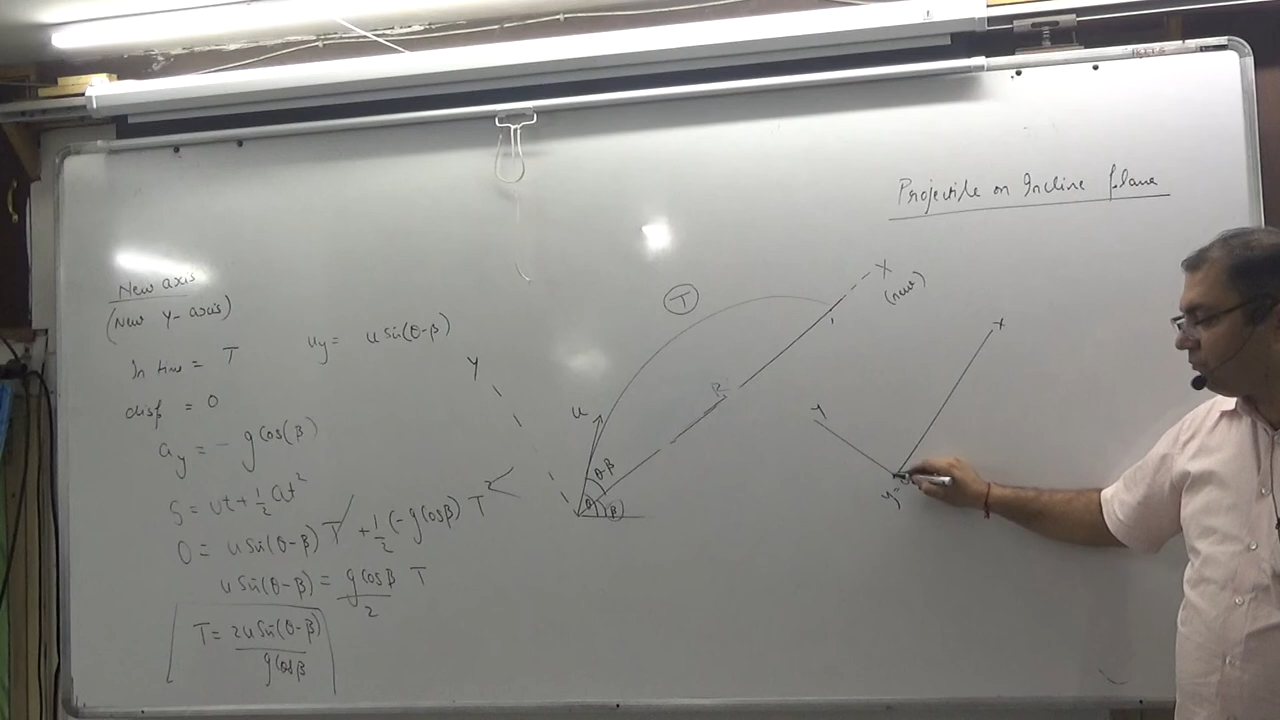 Projectile on Incline plane
New axis
(New Y-axis)
In time = T
disp = 0
uy = u sin(θ-β)
ay = - g cos(β)
S = ut + 1/2 at²
0 = u sin(θ-β) T + 1/2 (-g cosβ) T²
u sin(θ-β) = g cosβ/2 T
T = 2u sin(θ-β)/g cosβ
T
X
(new)
Y
R
u
θ-β
θ
β
x
y
y=